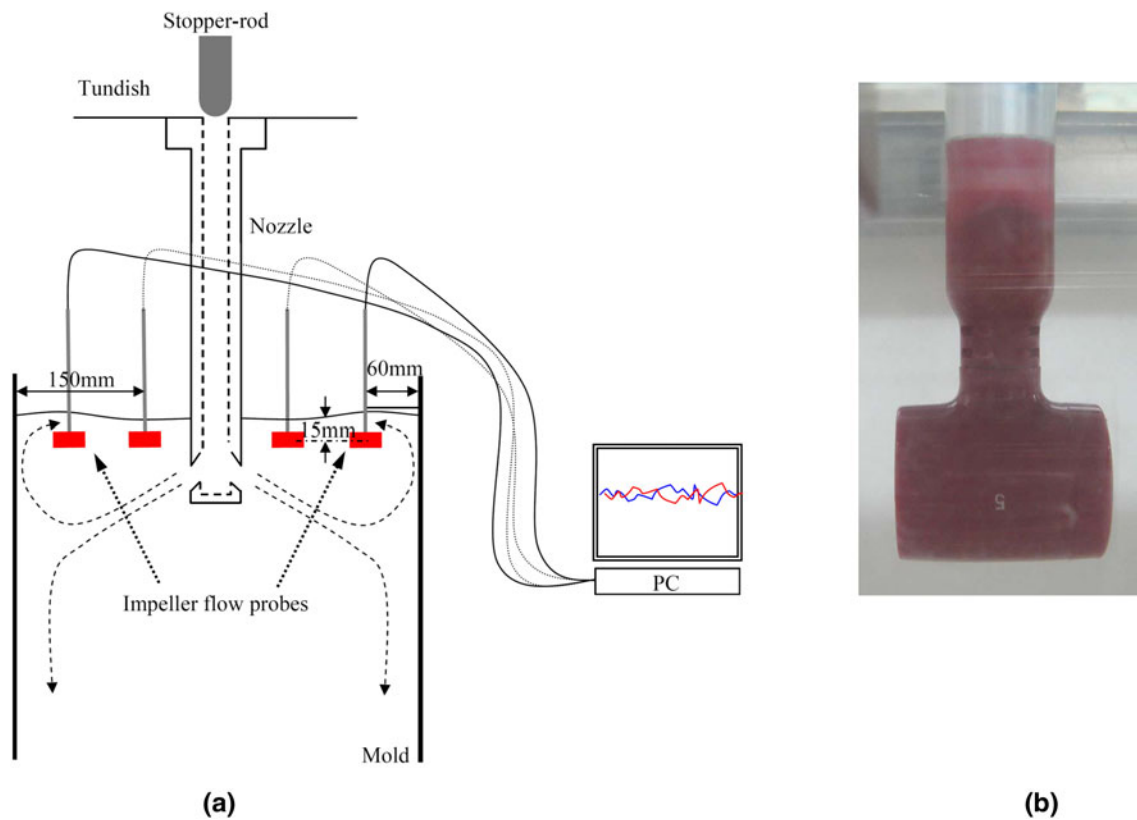 Stopper-rod
Tundish
Nozzle
150mm
60mm
15mm
Impeller flow probes
PC
Mold
5
(a)
(b)